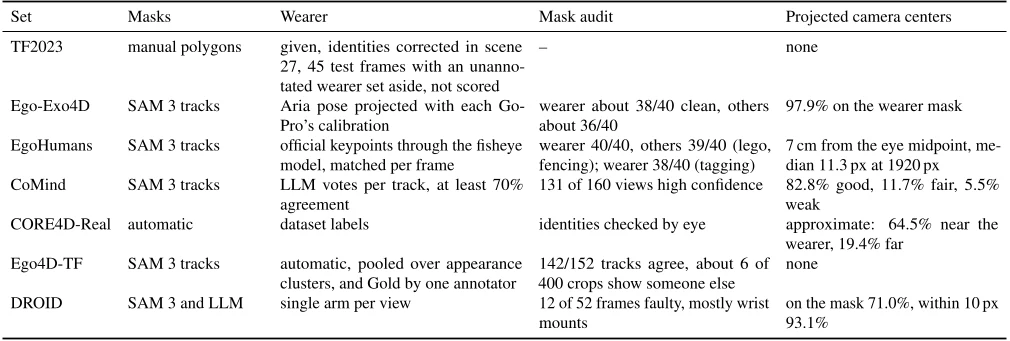 Set Masks Wearer Mask audit Projected camera centers
TF2023 manual polygons given, identities corrected in scene – none
27, 45 test frames with an unanno-
tated wearer set aside, not scored
Ego-Exo4D SAM 3 tracks Aria pose projected with each Go- wearer about 38/40 clean, others 97.9% on the wearer mask
Pro's calibration about 36/40
EgoHumans SAM 3 tracks official keypoints through the fisheye wearer 40/40, others 39/40 (lego, 7 cm from the eye midpoint, me-
model, matched per frame fencing); wearer 38/40 (tagging) dian 11.3 px at 1920 px
CoMind SAM 3 tracks LLM votes per track, at least 70% 131 of 160 views high confidence 82.8% good, 11.7% fair, 5.5%
agreement weak
CORE4D-Real automatic dataset labels identities checked by eye approximate: 64.5% near the
wearer, 19.4% far
Ego4D-TF SAM 3 tracks automatic, pooled over appearance 142/152 tracks agree, about 6 of none
clusters, and Gold by one annotator 400 crops show someone else
DROID SAM 3 and LLM single arm per view 12 of 52 frames faulty, mostly wrist on the mask 71.0%, within 10 px
mounts 93.1%